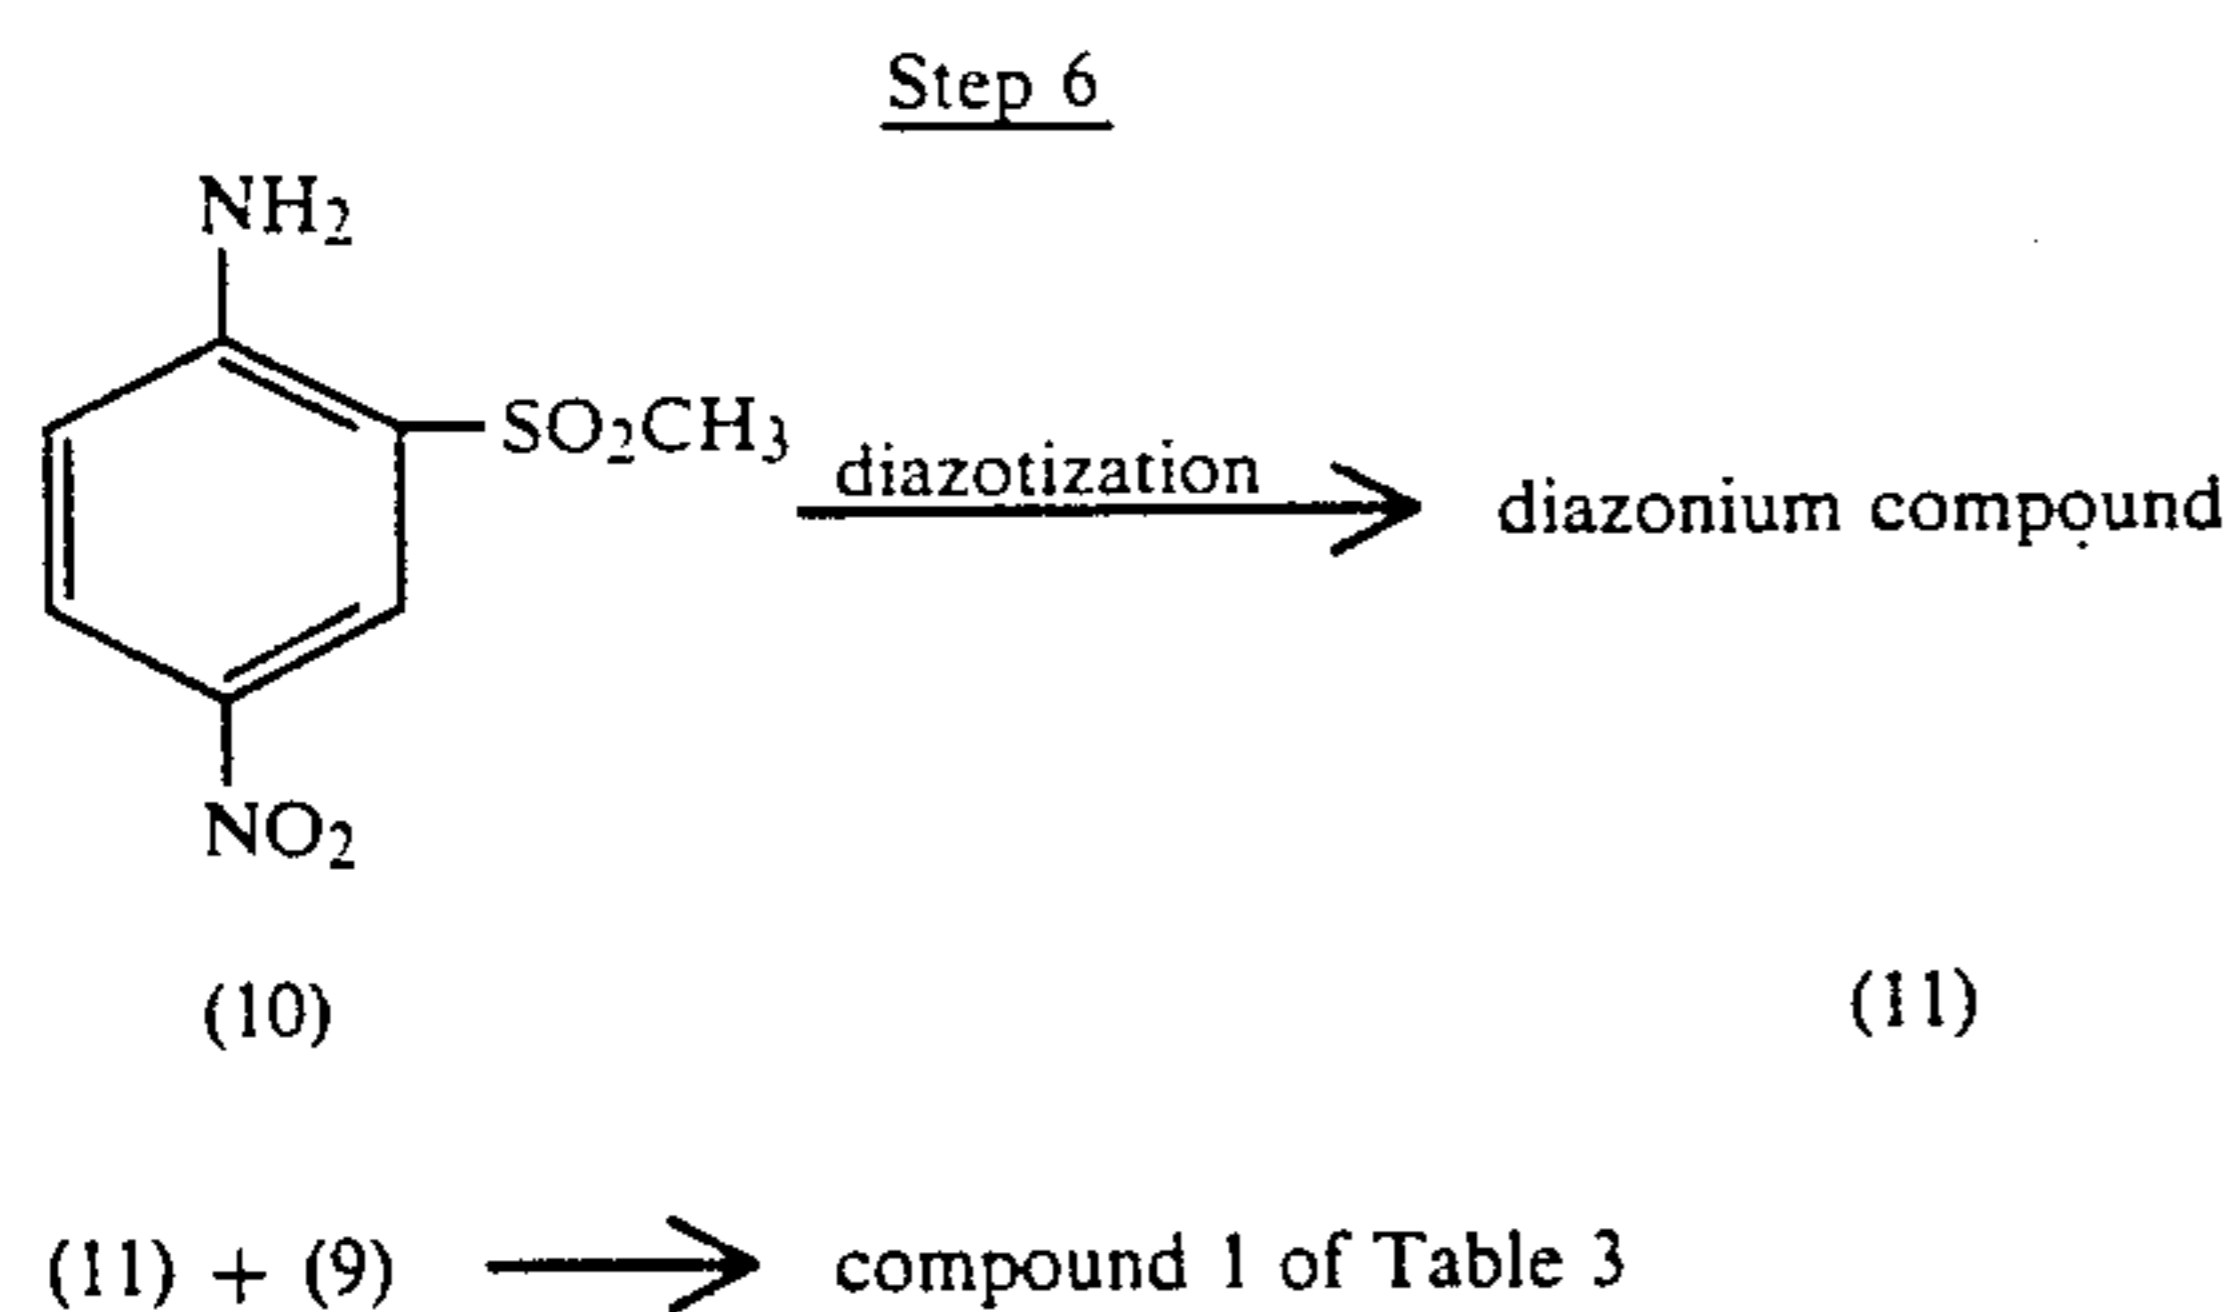 Step 6
NH2
SO2CH3
diazotization
diazonium compound
NO2
(10)
(11)
(11) + (9) ⟶ compound 1 of Table 3